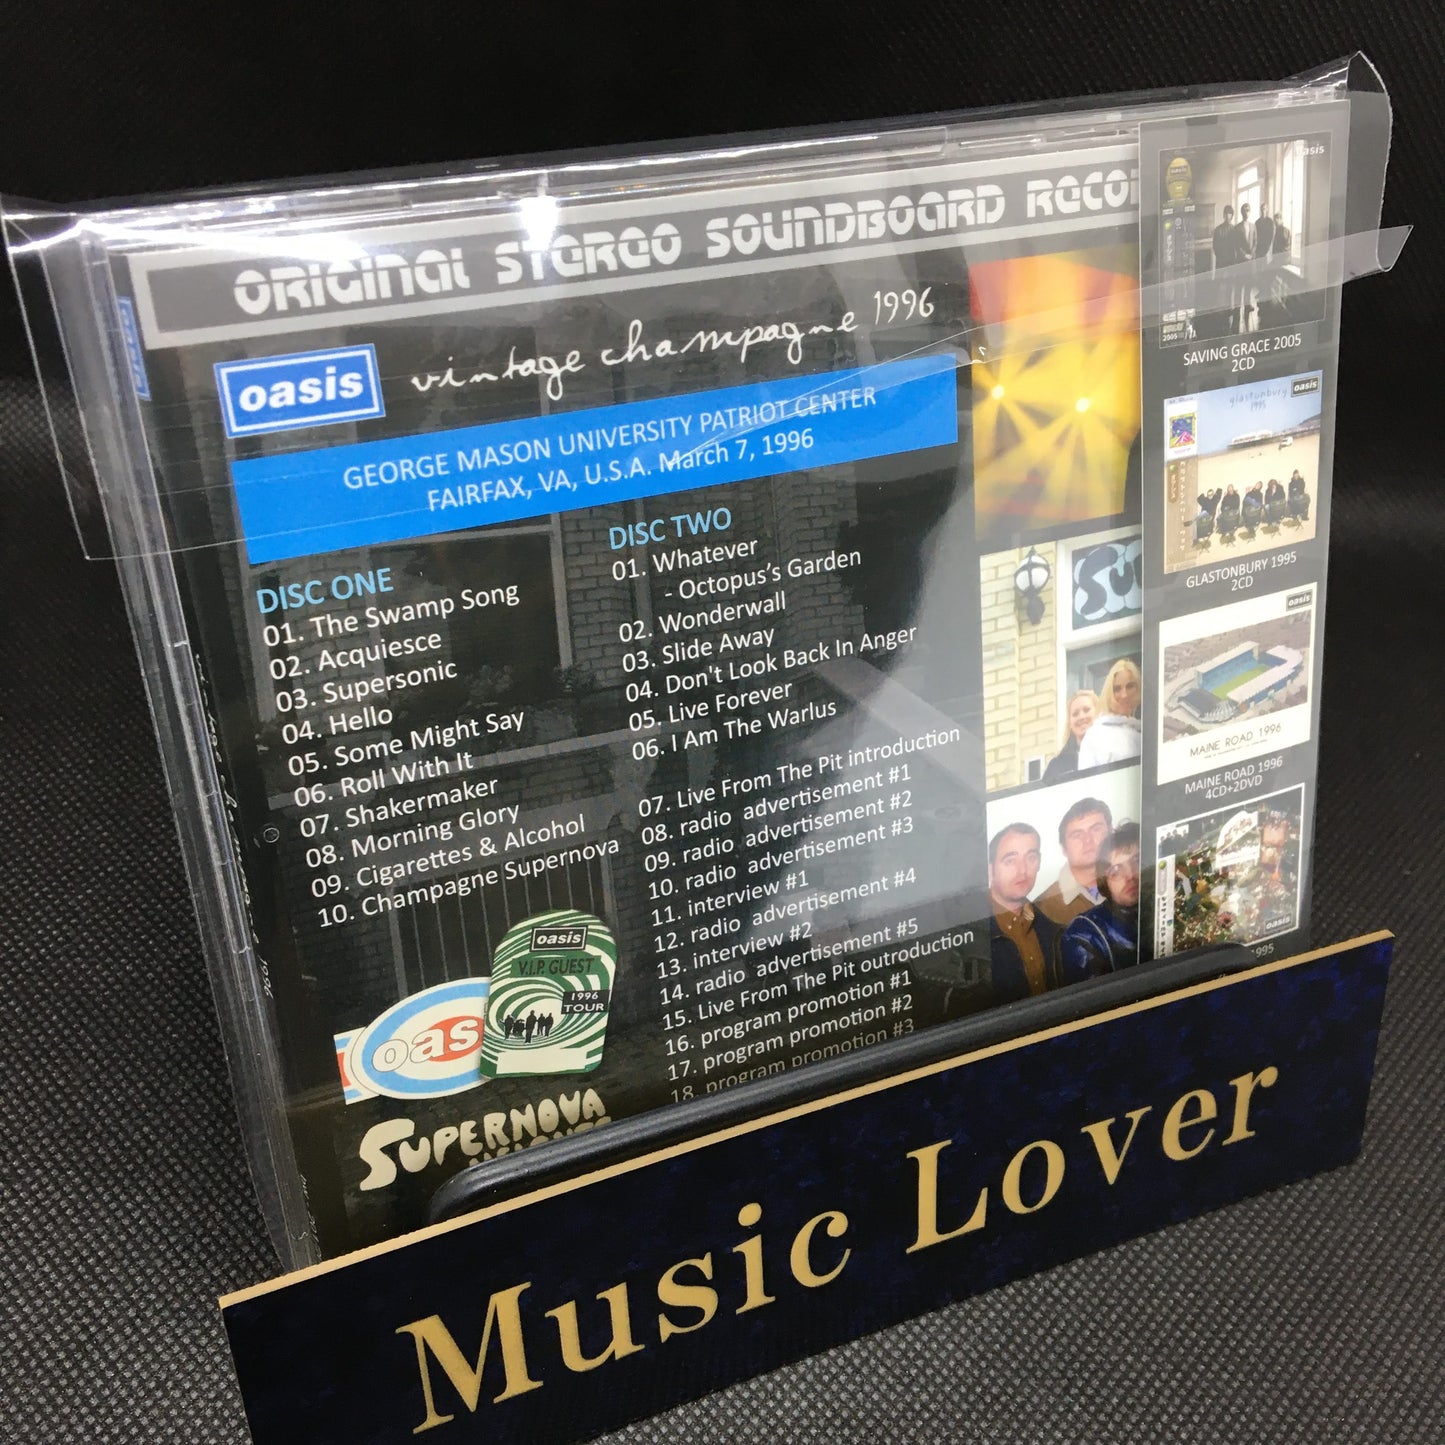 ORIGINAL STEREO SOUNDBOARD RECO
oasis
vintage champagne 1996
GEORGE MASON UNIVERSITY PATRIOT CENTER
FAIRFAX, VA, U.S.A. March 7, 1996
DISC ONE
01. The Swamp Song
02. Acquiesce
03. Supersonic
04. Hello
05. Some Might Say
06. Roll With It
07. Shakermaker
08. Morning Glory
09. Cigarettes & Alcohol
10. Champagne Supernova
DISC TWO
01. Whatever
- Octopus's Garden
02. Wonderwall
03. Slide Away
04. Don't Look Back In Anger
05. Live Forever
06. I Am The Warlus
07. Live From The Pit introduction
08. radio advertisement #1
09. radio advertisement #2
10. radio advertisement #3
11. interview #1
12. radio advertisement #4
13. interview #2
14. radio advertisement #5
15. Live From The Pit outroduction
16. program promotion #1
17. program promotion #2
18. program promotion #3
oasis
V.I.P. GUEST
1996
TOUR
oas
SUPERNOVA
oasis
2005
SAVING GRACE 2005
2CD
glastonbury
1995
oasis
GLASTONBURY 1995
2CD
oasis
MAINE ROAD 1996
MAINE ROAD 1996
4CD+2DVD
oasis
1995
Music Lover